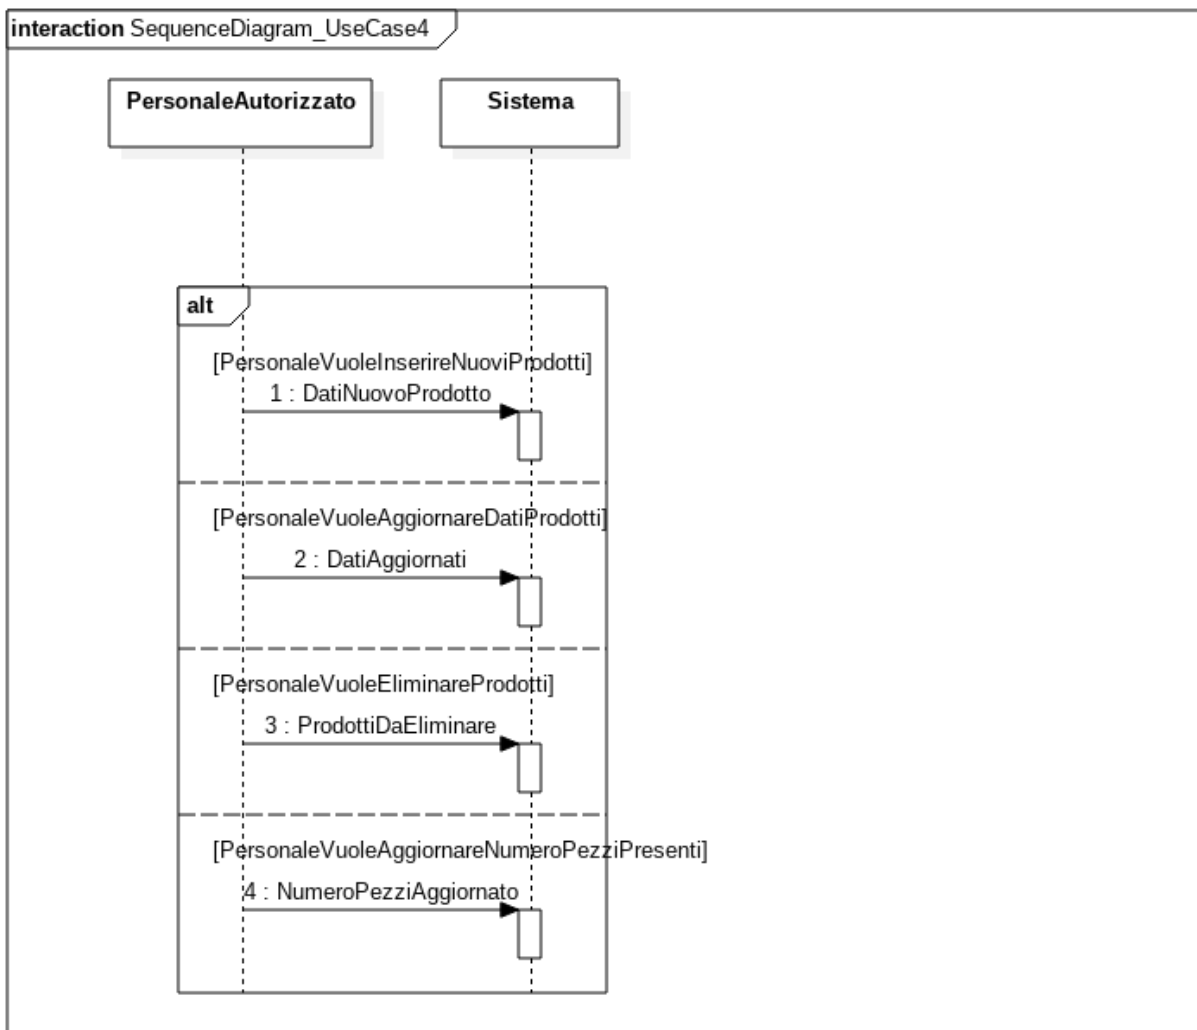 interaction SequenceDiagram_UseCase4
PersonaleAutorizzato
Sistema
alt
[PersonaleVuoleInserireNuoviProdotti]
1 : DatiNuovoProdotto
[PersonaleVuoleAggiornareDatiProdotti]
2 : DatiAggiornati
[PersonaleVuoleEliminareProdotti]
3 : ProdottiDaEliminare
[PersonaleVuoleAggiornareNumeroPezziPresenti]
4 : NumeroPezziAggiornato